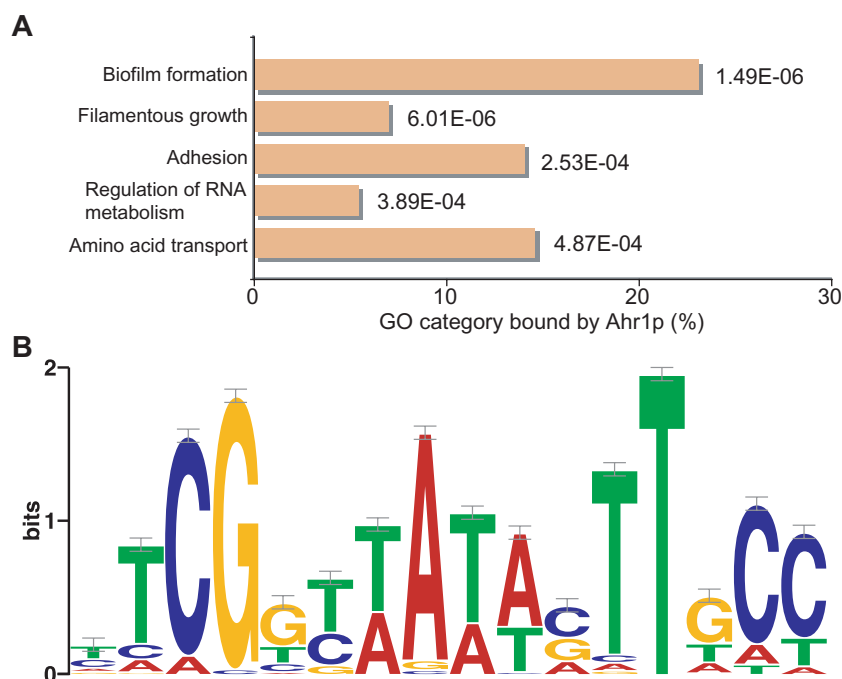 A
Biofilm formation
1.49E-06
Filamentous growth
6.01E-06
Adhesion
2.53E-04
Regulation of RNA
metabolism
3.89E-04
Amino acid transport
4.87E-04
0 10 20 30
GO category bound by Ahr1p (%)
B
2
1
0
bits
T C A
T C A
C A
G C
G T C
T C G
T A
A G C
T A
A T
C G A
T C A
T
G T A
C A T
C T A